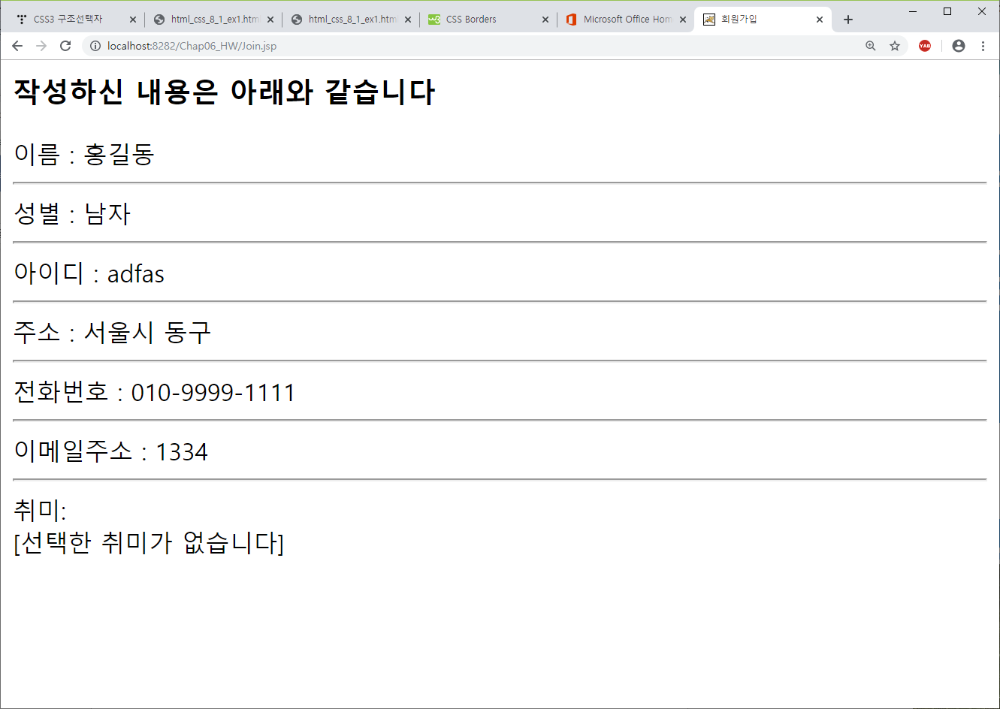 CSS3 구조선택자
html_css_8_1_ex1.htm
html_css_8_1_ex1.htm
w3
CSS Borders
Microsoft Office Hom
회원가입
localhost:8282/Chap06_HW/Join.jsp
YAB
작성하신 내용은 아래와 같습니다
이름 : 홍길동
성별 : 남자
아이디 : adfas
주소 : 서울시 동구
전화번호 : 010-9999-1111
이메일주소 : 1334
취미:
[선택한 취미가 없습니다]